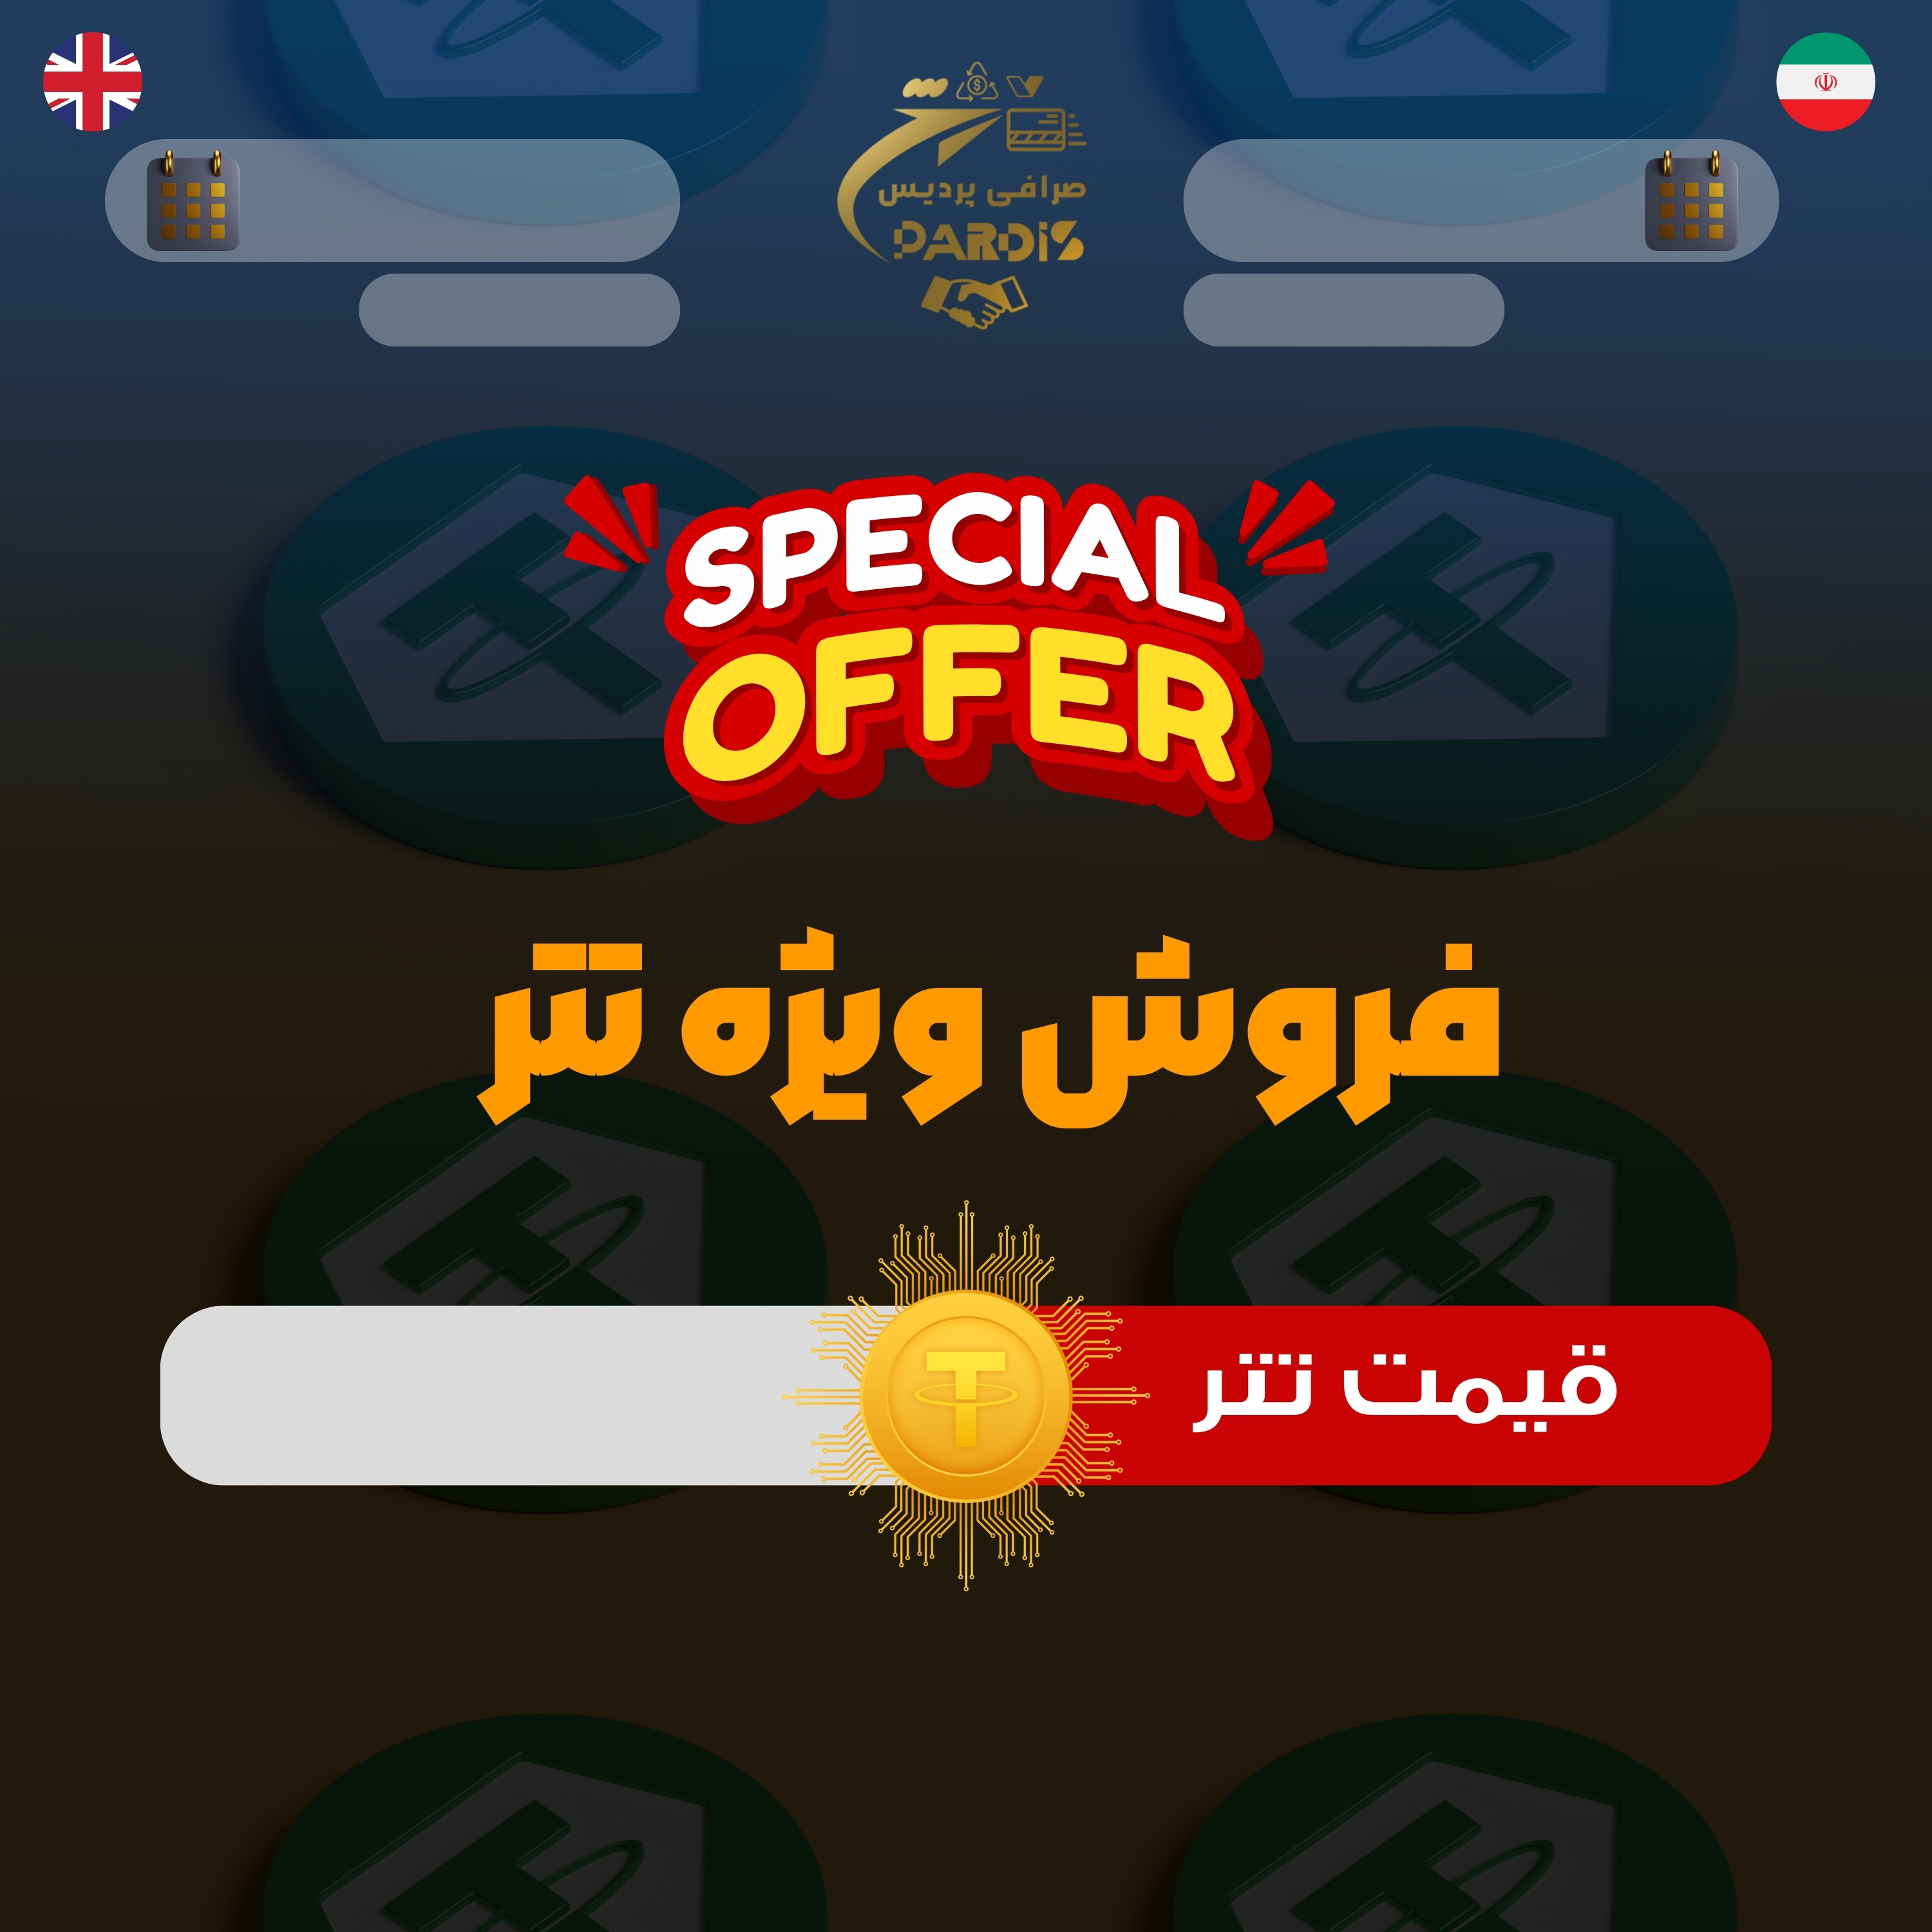 صرافی پردیس
PARDIS
SPECIAL
OFFER
فروش ویژه تتر
قیمت تتر